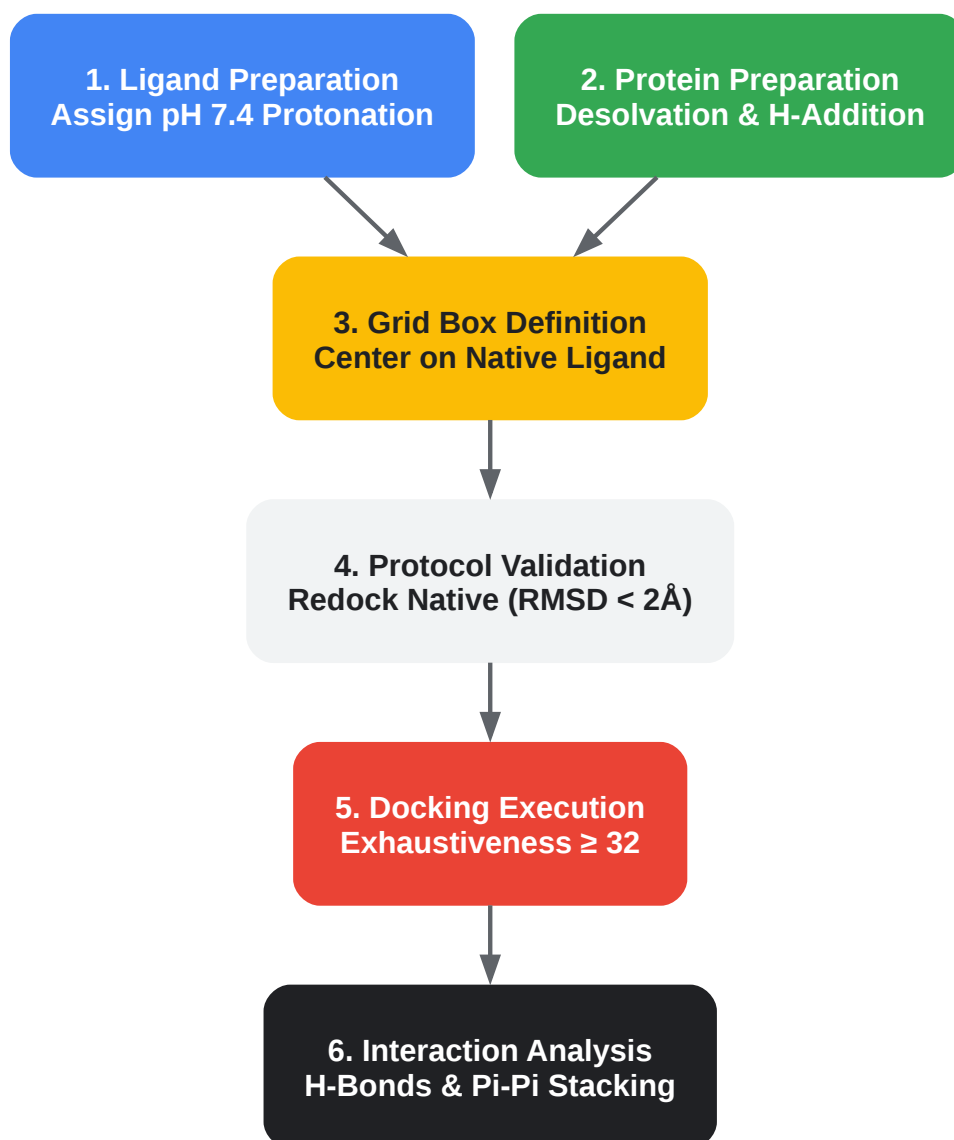 1. Ligand Preparation
Assign pH 7.4 Protonation
2. Protein Preparation
Desolvation & H-Addition
3. Grid Box Definition
Center on Native Ligand
4. Protocol Validation
Redock Native (RMSD < 2Å)
5. Docking Execution
Exhaustiveness ≥ 32
6. Interaction Analysis
H-Bonds & Pi-Pi Stacking